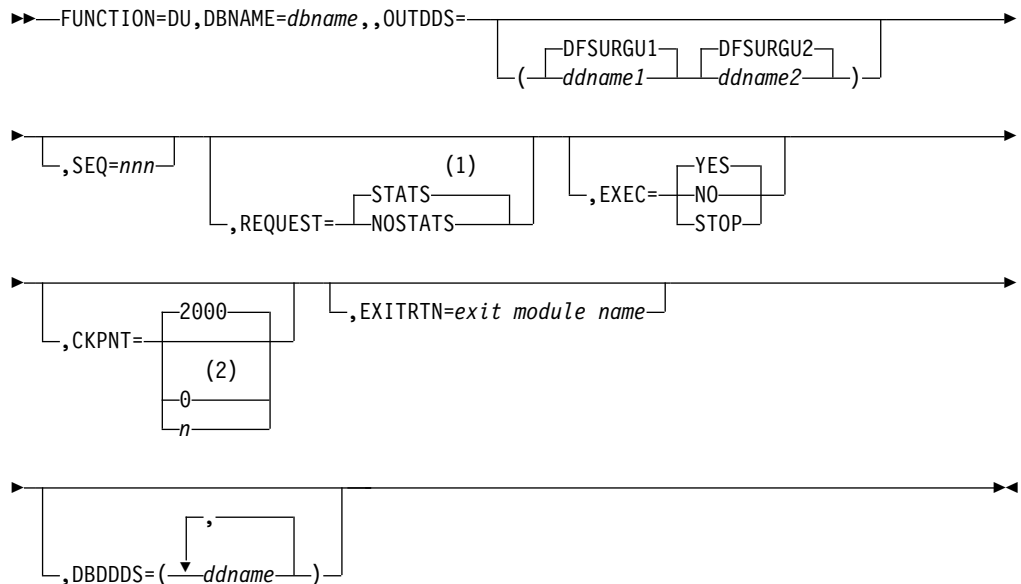 FUNCTION=DU,DBNAME=dbname,,OUTDDS=
DFSURGU1 DFSURGU2
( ddname1 ddname2 )
,SEQ=nnn
(1)
STATS
,REQUEST= NOSTATS
YES
,EXEC= NO
STOP
2000
,CKPNT=
(2)
0
n
,EXITRTN=exit module name
,
,DBDDDS=( ddname )